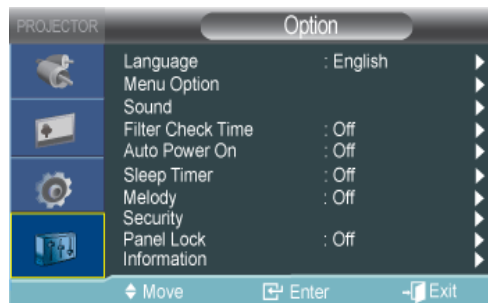 PROJECTOR Option
Language : English
Menu Option
Sound
Filter Check Time : Off
Auto Power On : Off
Sleep Timer : Off
Melody : Off
Security
Panel Lock : Off
Information
Move Enter Exit